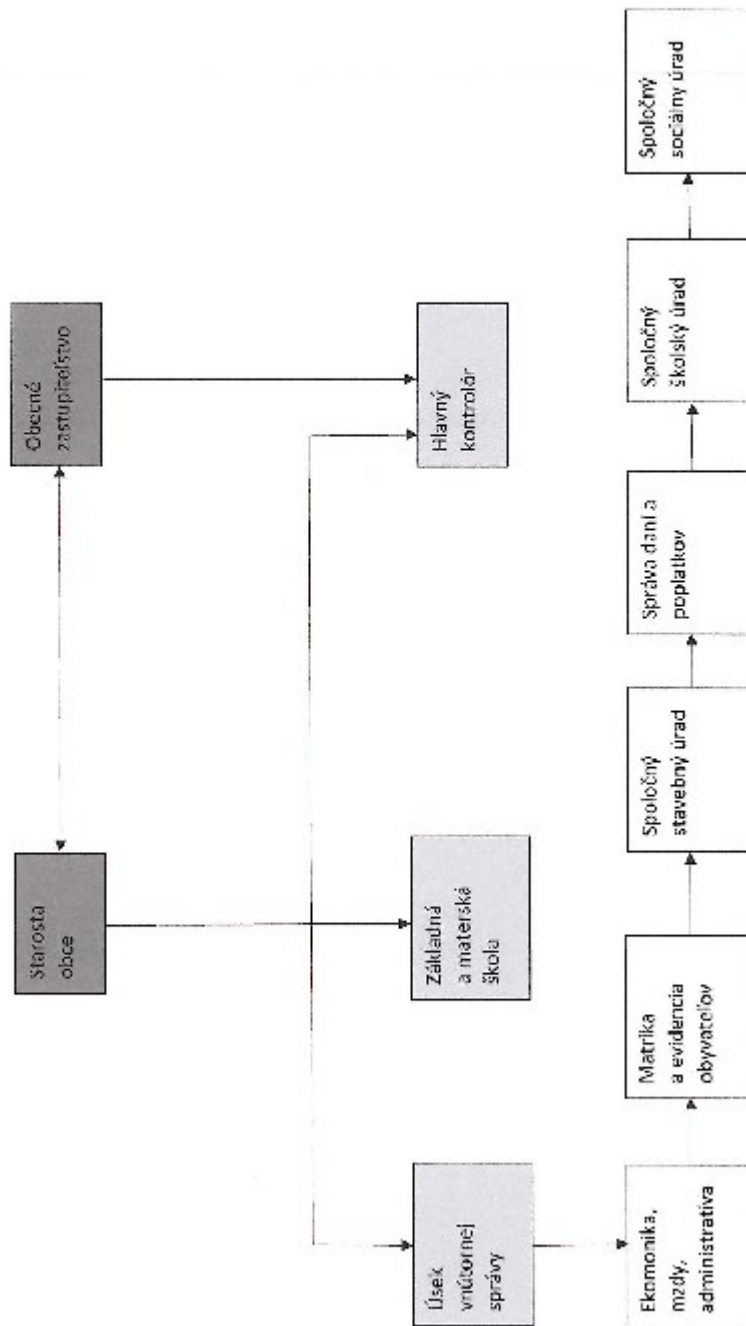 Starosta
obce
Obecné
zastupiteľstvo
Úsek
vnútornej
správy
Základná
a materská
škola
Hlavný
kontrolór
Ekomonika,
mzdy,
administratíva
Matrika
a evidencia
obyvateľov
Spoločný
stavebný úrad
Správa daní a
poplatkov
Spoločný
školský úrad
Spoločný
sociálny úrad